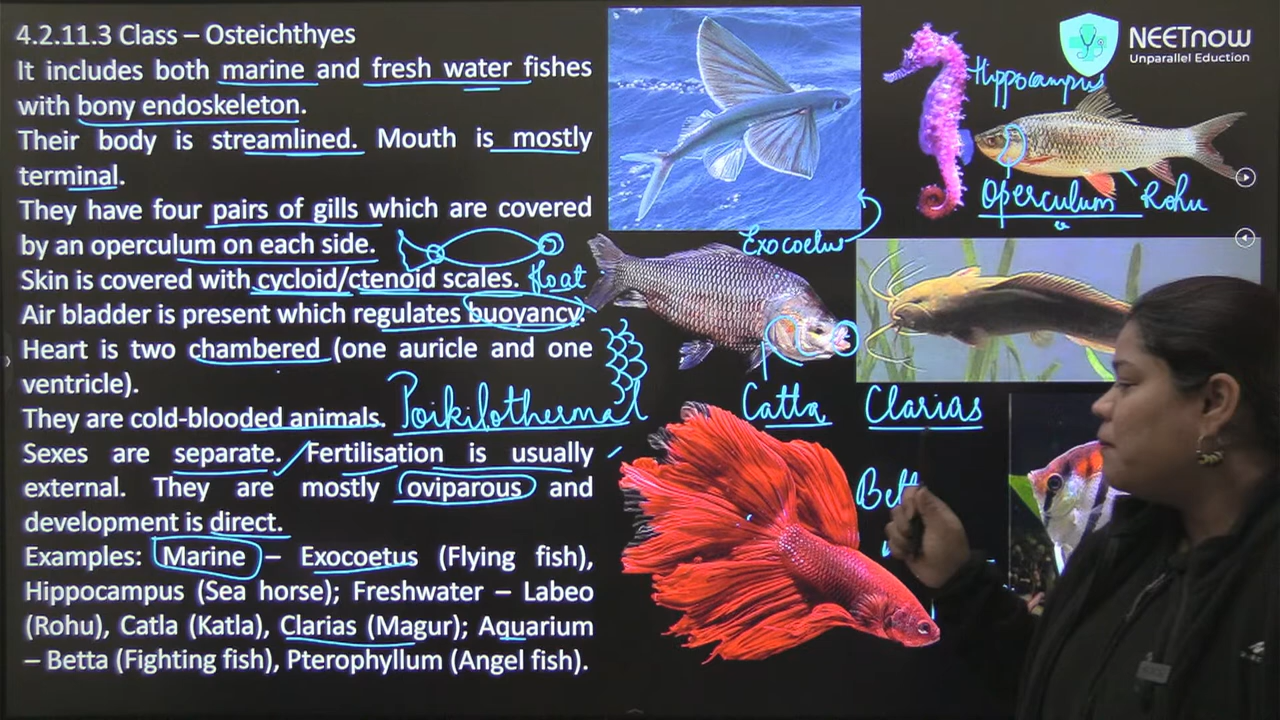 4.2.11.3 Class – Osteichthyes
It includes both marine and fresh water fishes
with bony endoskeleton.
Their body is streamlined. Mouth is mostly
terminal.
They have four pairs of gills which are covered
by an operculum on each side.
Skin is covered with cycloid/ctenoid scales. float
Air bladder is present which regulates buoyancy.
Heart is two chambered (one auricle and one
ventricle).
They are cold-blooded animals. Poikilothermal
Sexes are separate. Fertilisation is usually
external. They are mostly oviparous and
development is direct.
Examples: Marine – Exocoetus (Flying fish),
Hippocampus (Sea horse); Freshwater – Labeo
(Rohu), Catla (Katla), Clarias (Magur); Aquarium
– Betta (Fighting fish), Pterophyllum (Angel fish).
NEETnow
Unparallel Eduction
Hippocampus
Operculum
Rohu
Exocoetus
Catla
Clarias